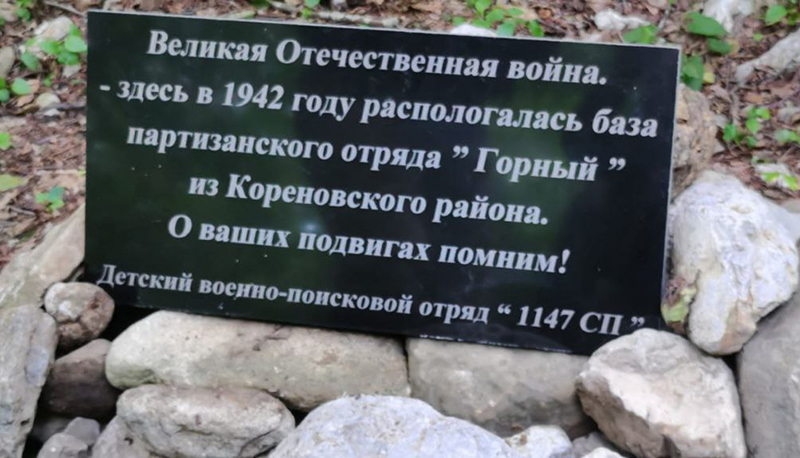 Великая Отечественная война.
- здесь в 1942 году распологалась база
партизанского отряда ” Горный ”
из Кореновского района.
О ваших подвигах помним!
Детский военно-поисковой отряд “ 1147 СП ”